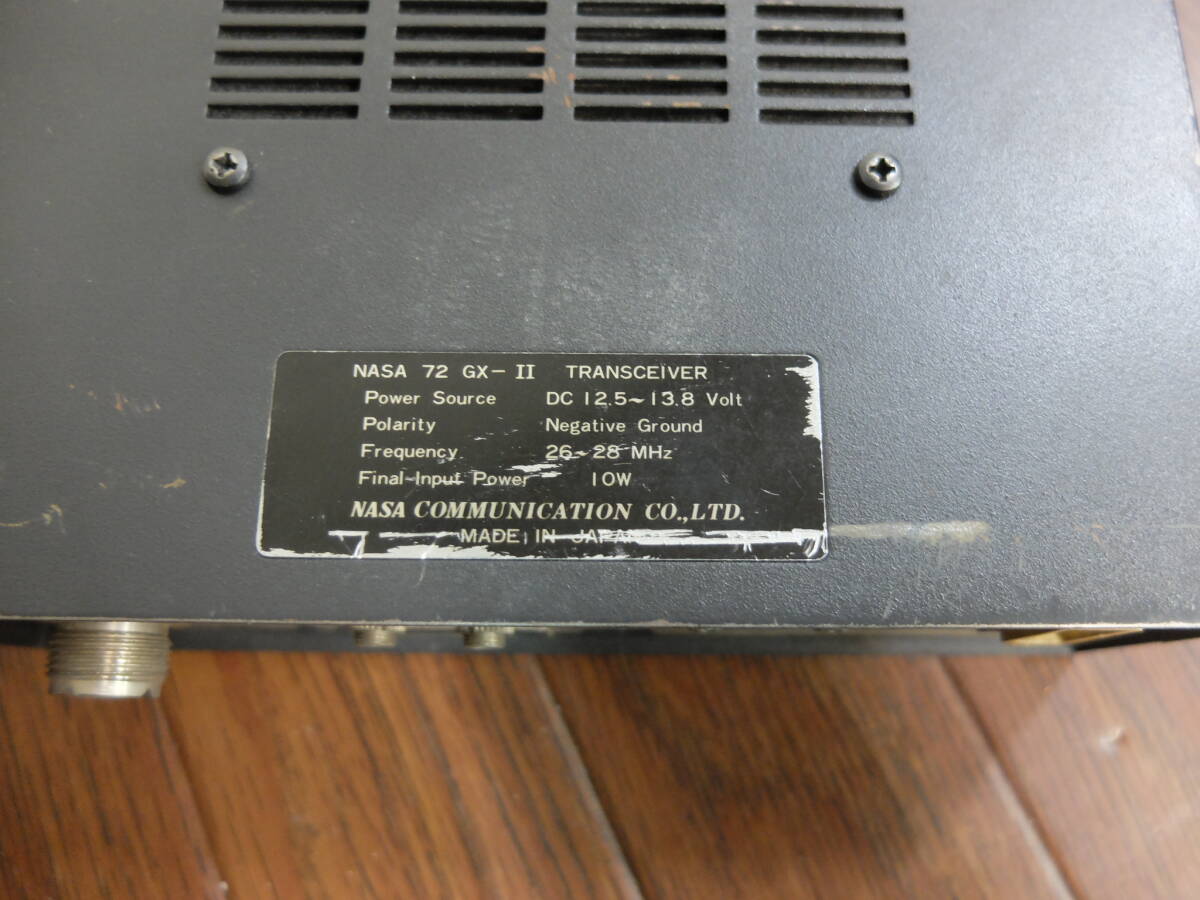 NASA 72 GX-II TRANSCEIVER
Power Source DC 12.5~13.8 Volt
Polarity Negative Ground
Frequency 26~28 MHz
Final-Input Power 10W
NASA COMMUNICATION CO.,LTD.
MADE IN JAPAN